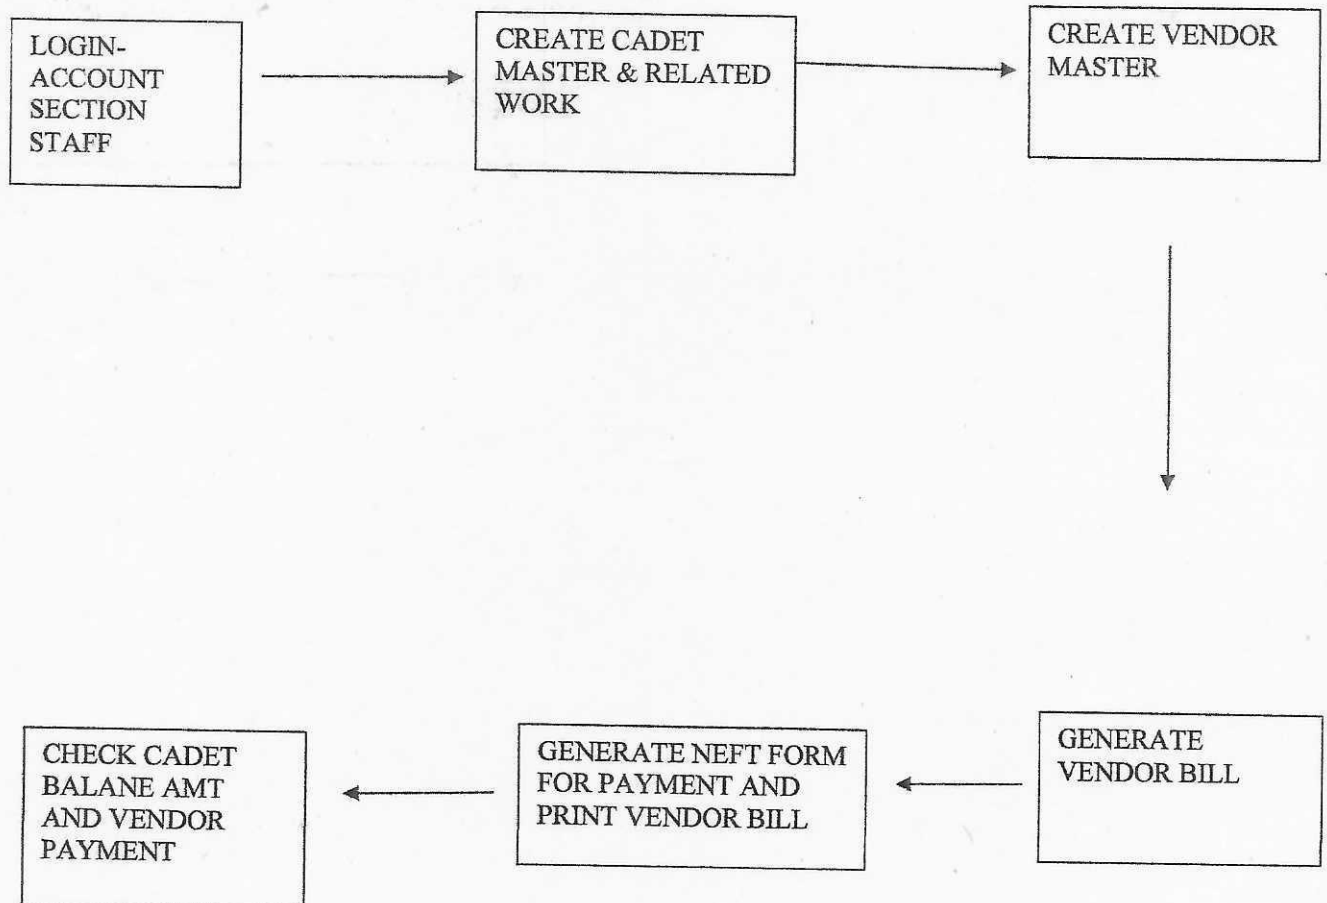 LOGIN-
ACCOUNT
SECTION
STAFF
CREATE CADET
MASTER & RELATED
WORK
CREATE VENDOR
MASTER
GENERATE
VENDOR BILL
GENERATE NEFT FORM
FOR PAYMENT AND
PRINT VENDOR BILL
CHECK CADET
BALANE AMT
AND VENDOR
PAYMENT